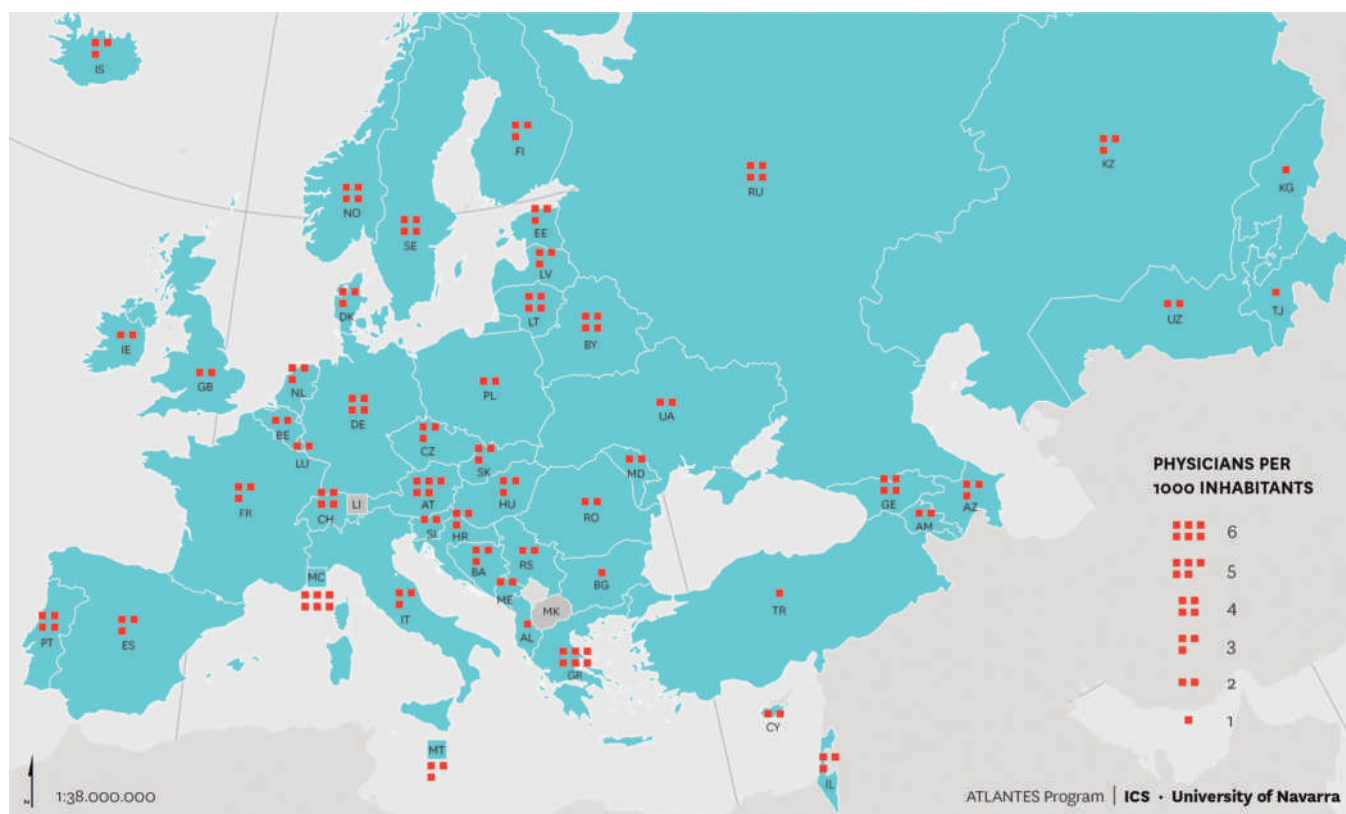 IS
FI
RU
KZ
KG
NO
SE
EE
LV
DK
LT
BY
UZ
TJ
IE
GB
NL
PL
DE
UA
BE
LU
CZ
SK
MD
FR
CH
LI
AT
HU
RO
GE
AZ
AM
SI
HR
BA
RS
BG
MC
ME
MK
TR
PT
ES
IT
AL
GR
CY
MT
IL
PHYSICIANS PER
1000 INHABITANTS
6
5
4
3
2
1
N
1:38.000.000
ATLANTES Program | ICS · University of Navarra